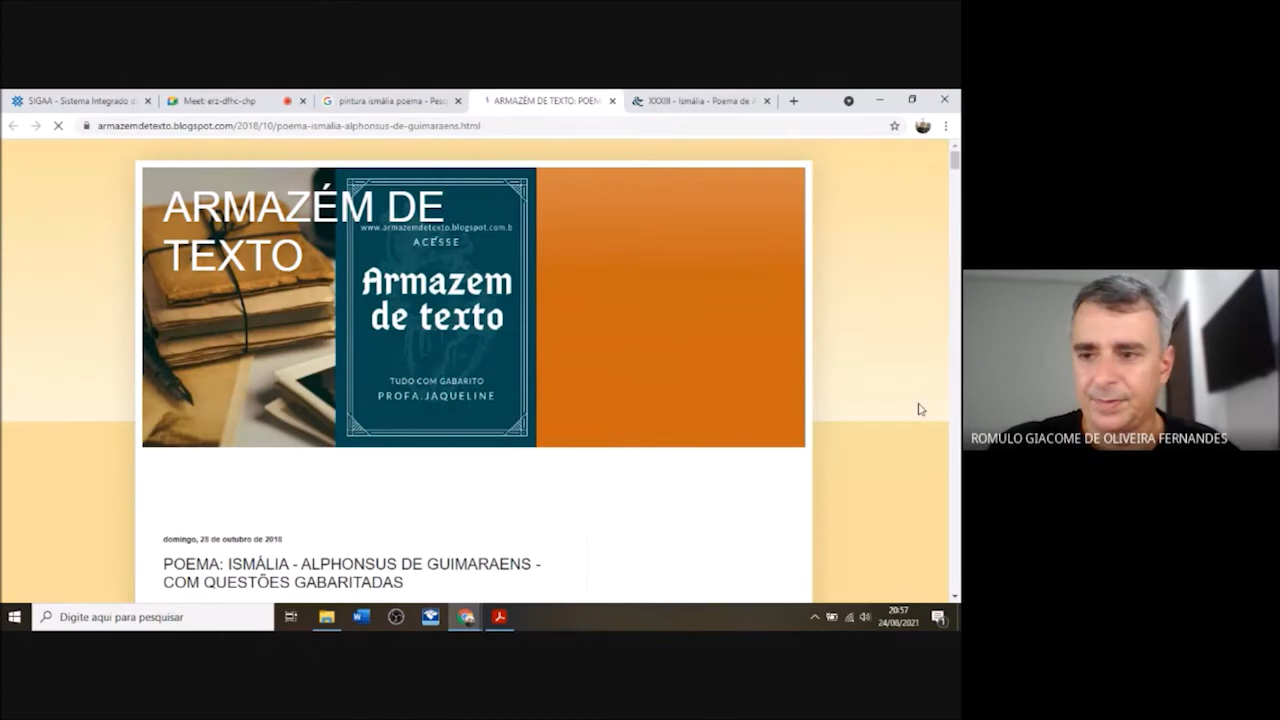 SIGAA - Sistema Integrado d
Meet: erz-dfhc-chp
pintura ismália poema - Pes
ARMAZÉM DE TEXTO: POEM
XXXIII - Ismália - Poema de A
armazemdetexto.blogspot.com/2018/10/poema-ismalia-alphonsus-de-guimaraens.html
ARMAZÉM DE
TEXTO
www.armazemdetexto.blogspot.com.b
ACESSE
Armazem
de texto
TUDO COM GABARITO
PROFA.JAQUELINE
domingo, 28 de outubro de 2018
POEMA: ISMÁLIA - ALPHONSUS DE GUIMARAENS -
COM QUESTÕES GABARITADAS
ROMULO GIACOME DE OLIVEIRA FERNANDES
Digite aqui para pesquisar
20:57
24/08/2021